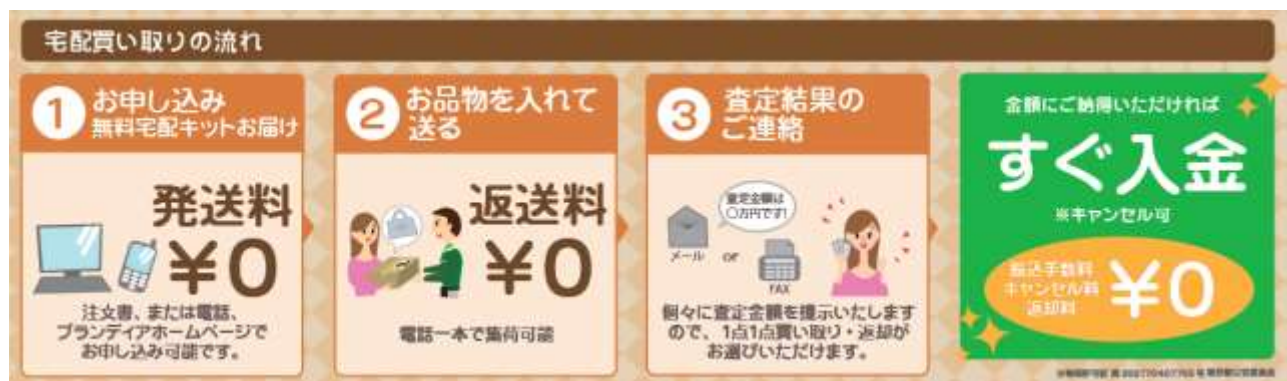 宅配買い取りの流れ
1
お申し込み
無料宅配キットお届け
発送料
¥0
注文書、または電話、
ブランディアホームページで
お申し込み可能です。
2
お品物を入れて
送る
返送料
¥0
電話一本で集荷可能
3
査定結果の
ご連絡
査定金額は
〇万円です!
メール or FAX
個々に査定金額を提示いたします
ので、1点1点買い取り・返却が
お選びいただけます。
金額にご納得いただければ
すぐ入金
※キャンセル可
振込手数料
キャンセル料
返却料
¥0